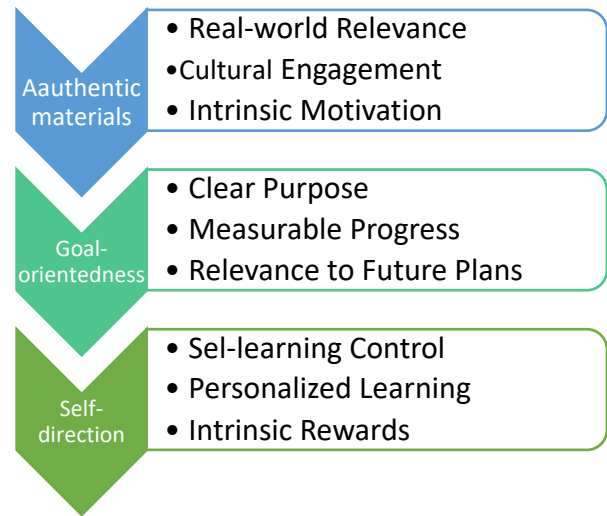 Aauthentic
materials
• Real-world Relevance
•Cultural Engagement
• Intrinsic Motivation
Goal-
orientedness
• Clear Purpose
• Measurable Progress
• Relevance to Future Plans
Self-
direction
• Sel-learning Control
• Personalized Learning
• Intrinsic Rewards